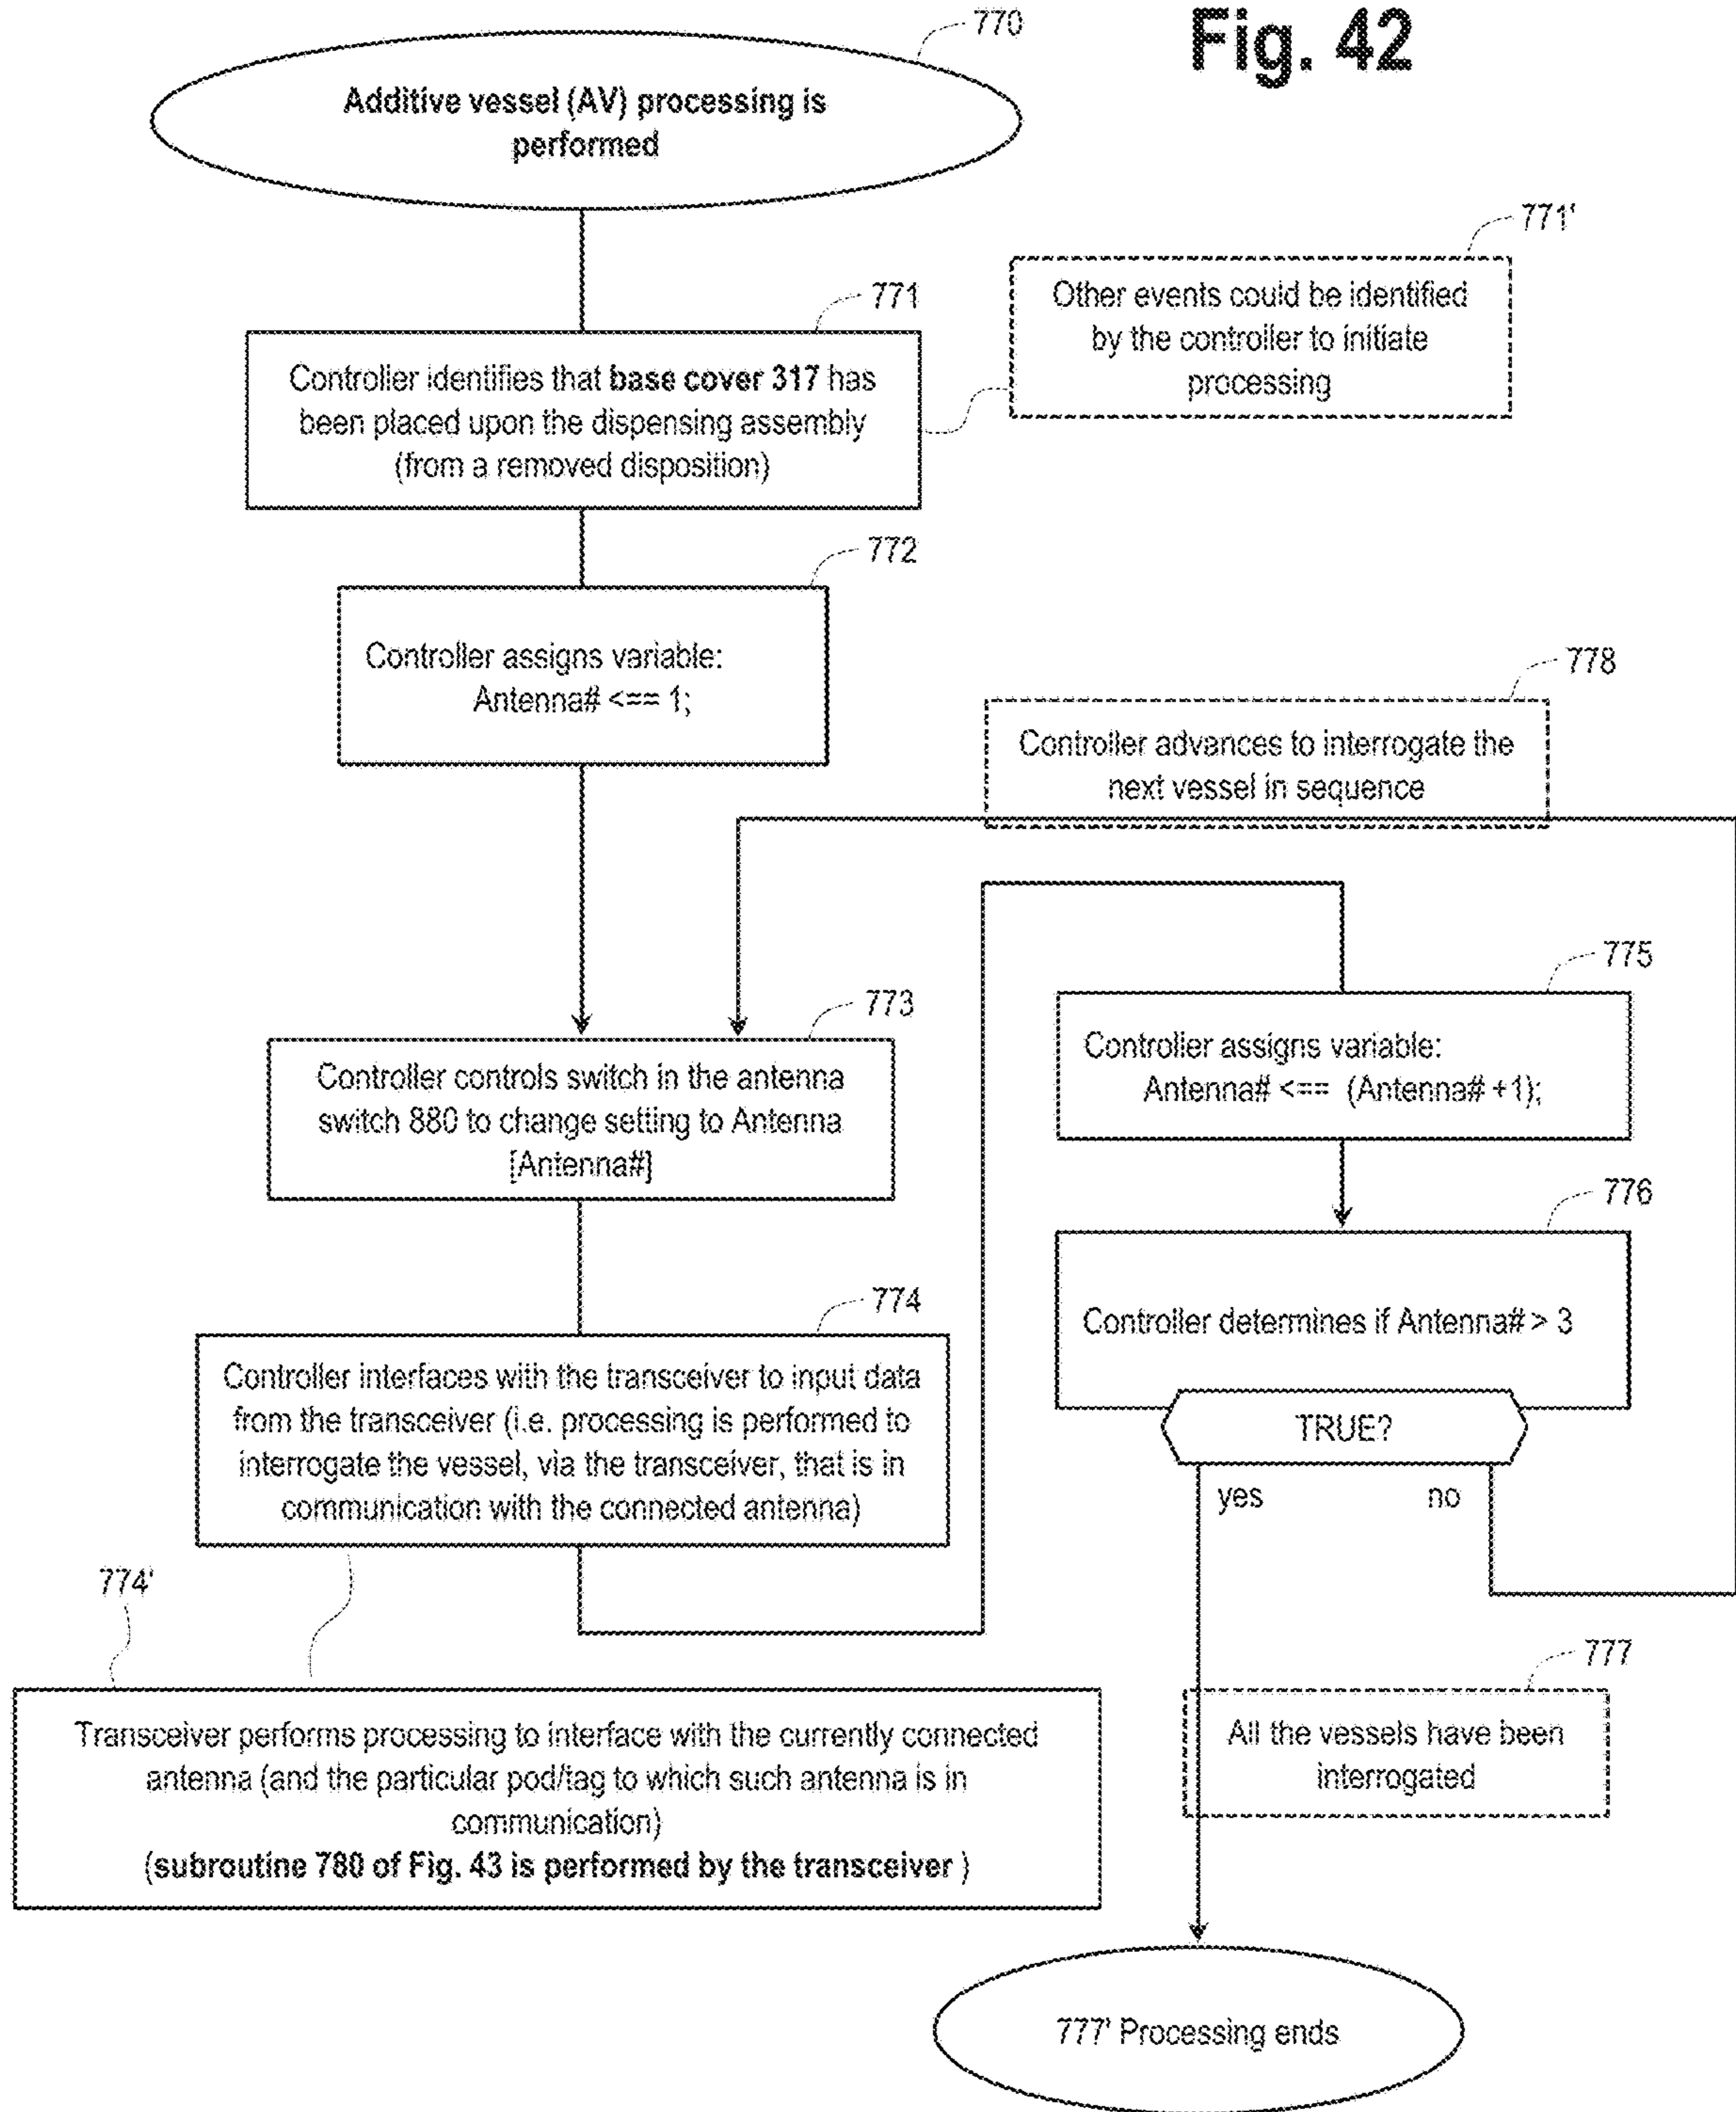 Fig. 42
770
Additive vessel (AV) processing is
performed
771'
Other events could be identified
by the controller to initiate
processing
771
Controller identifies that base cover 317 has
been placed upon the dispensing assembly
(from a removed disposition)
772
Controller assigns variable:
Antenna# <== 1;
778
Controller advances to interrogate the
next vessel in sequence
773
Controller controls switch in the antenna
switch 880 to change setting to Antenna
[Antenna#]
774
Controller interfaces with the transceiver to input data
from the transceiver (i.e. processing is performed to
interrogate the vessel, via the transceiver, that is in
communication with the connected antenna)
774'
Transceiver performs processing to interface with the currently connected
antenna (and the particular pod/tag to which such antenna is in
communication)
(subroutine 780 of Fig. 43 is performed by the transceiver )
775
Controller assigns variable:
Antenna# <== (Antenna# +1);
776
Controller determines if Antenna# > 3
TRUE?
yes no
777
All the vessels have been
interrogated
777' Processing ends